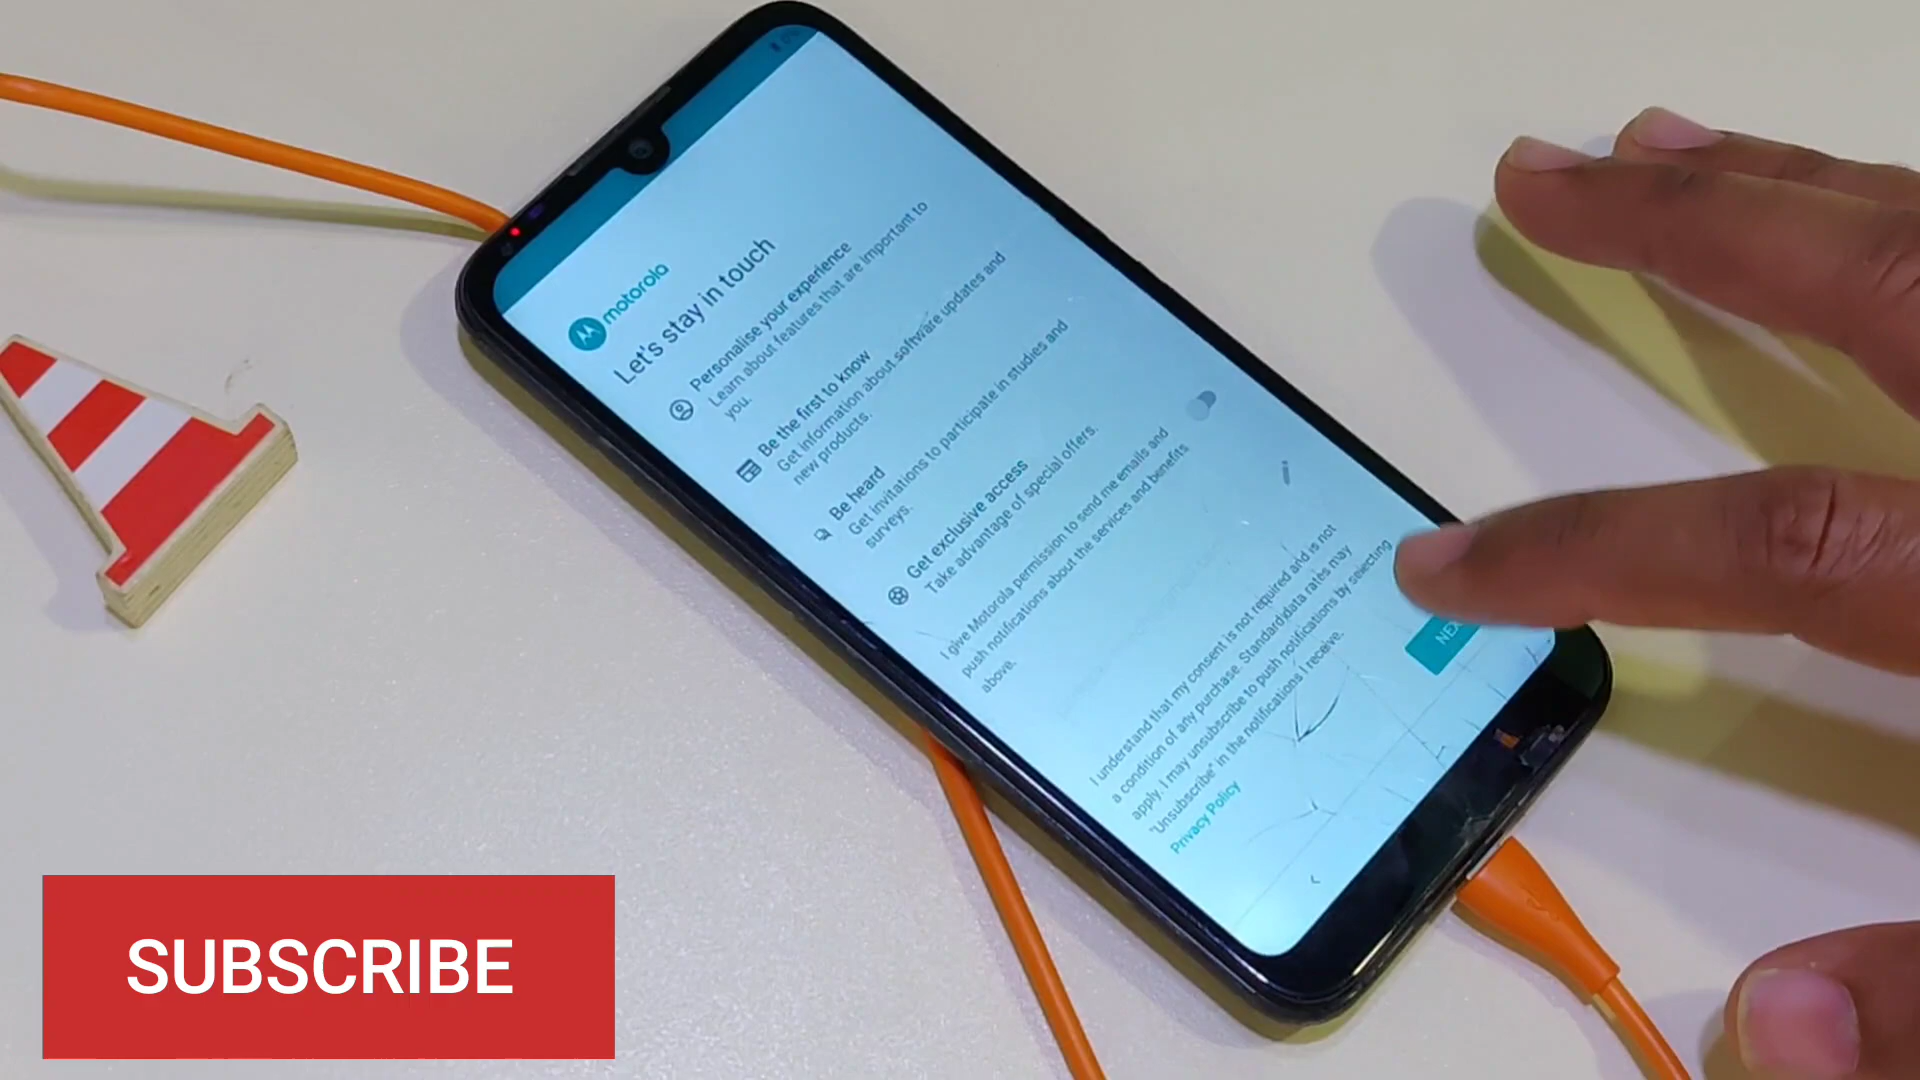 motorola
Let's stay in touch
Personalise your experience
Learn about features that are important to
you.
Be the first to know
Get information about software updates and
new products.
Be heard
Get invitations to participate in studies and
surveys.
Get exclusive access
Take advantage of special offers.
I give Motorola permission to send me emails and
push notifications about the services and benefits
above.
I understand that my consent is not required and is not
a condition of any purchase. Standard data rates may
apply. I may unsubscribe to push notifications by selecting
"Unsubscribe" in the notifications I receive.
Privacy Policy
SUBSCRIBE